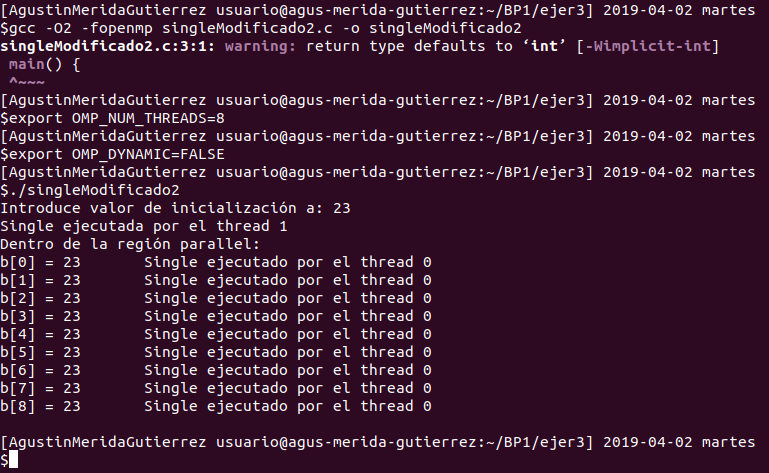 [AgustinMeridaGutierrez usuario@agus-merida-gutierrez:~/BP1/ejer3] 2019-04-02 martes
$gcc -O2 -fopenmp singleModificado2.c -o singleModificado2
singleModificado2.c:3:1: warning: return type defaults to ‘int’ [-Wimplicit-int]
 main() {
 ^~~~
[AgustinMeridaGutierrez usuario@agus-merida-gutierrez:~/BP1/ejer3] 2019-04-02 martes
$export OMP_NUM_THREADS=8
[AgustinMeridaGutierrez usuario@agus-merida-gutierrez:~/BP1/ejer3] 2019-04-02 martes
$export OMP_DYNAMIC=FALSE
[AgustinMeridaGutierrez usuario@agus-merida-gutierrez:~/BP1/ejer3] 2019-04-02 martes
$./singleModificado2
Introduce valor de inicialización a: 23
Single ejecutada por el thread 1
Dentro de la región parallel:
b[0] = 23	Single ejecutado por el thread 0
b[1] = 23	Single ejecutado por el thread 0
b[2] = 23	Single ejecutado por el thread 0
b[3] = 23	Single ejecutado por el thread 0
b[4] = 23	Single ejecutado por el thread 0
b[5] = 23	Single ejecutado por el thread 0
b[6] = 23	Single ejecutado por el thread 0
b[7] = 23	Single ejecutado por el thread 0
b[8] = 23	Single ejecutado por el thread 0
[AgustinMeridaGutierrez usuario@agus-merida-gutierrez:~/BP1/ejer3] 2019-04-02 martes
$